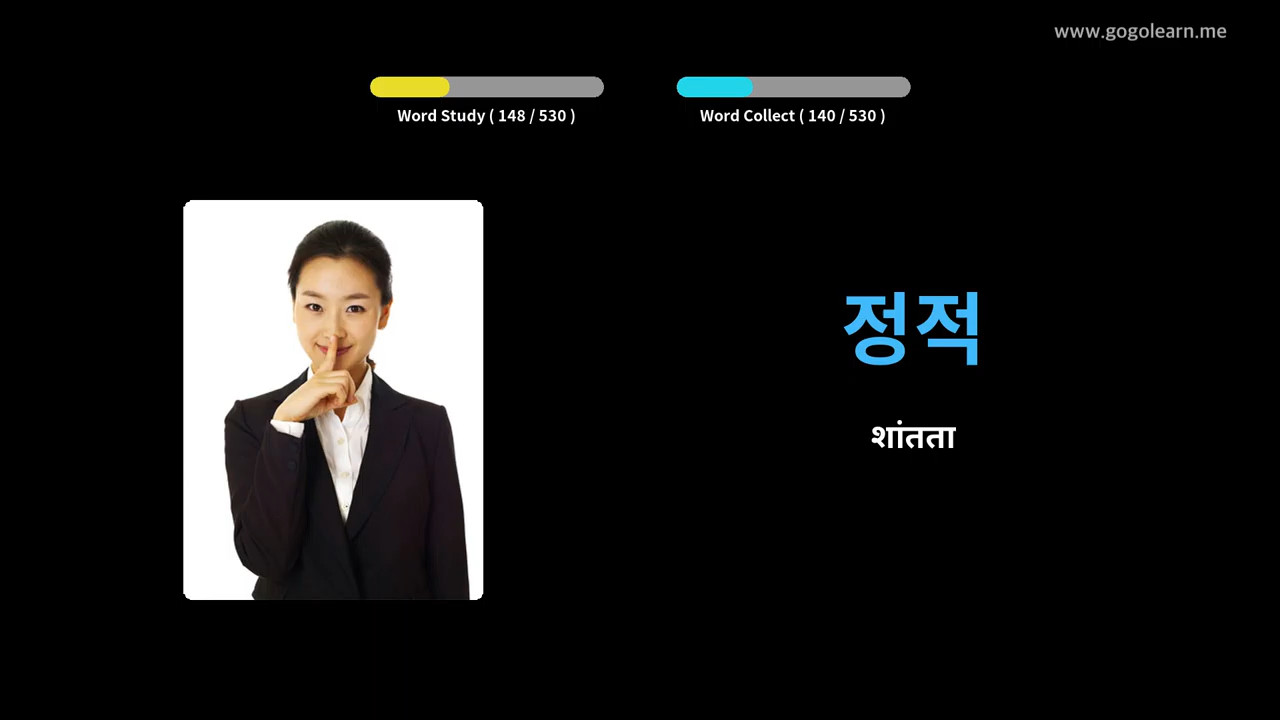 www.gogolearn.me
Word Study ( 148 / 530 )
Word Collect ( 140 / 530 )
정적
शांतता